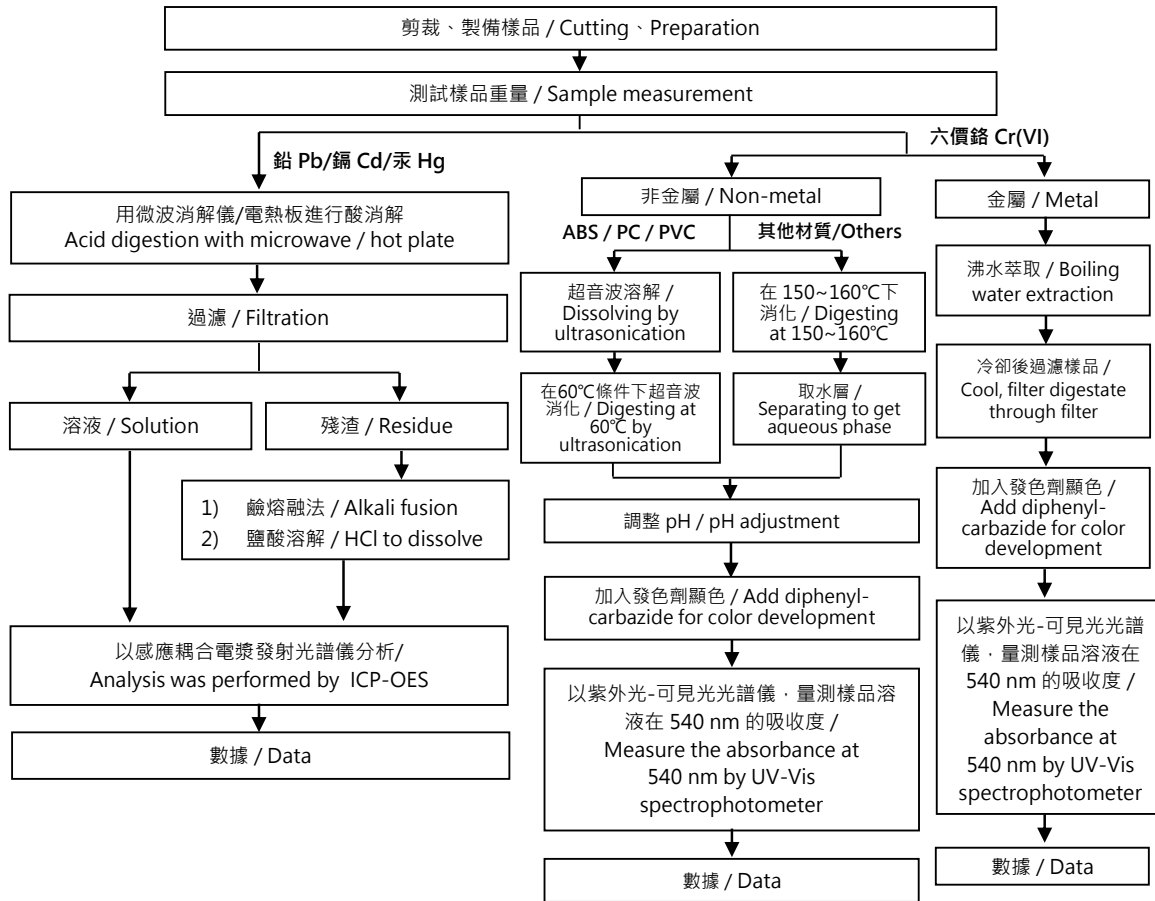 剪裁、製備樣品 / Cutting、Preparation
測試樣品重量 / Sample measurement
鉛 Pb/鎘 Cd/汞 Hg
用微波消解儀/電熱板進行酸消解
Acid digestion with microwave / hot plate
過濾 / Filtration
溶液 / Solution
殘渣 / Residue
1) 鹼熔融法 / Alkali fusion
2) 鹽酸溶解 / HCl to dissolve
以感應耦合電漿發射光譜儀分析/
Analysis was performed by ICP-OES
數據 / Data
六價鉻 Cr(VI)
非金屬 / Non-metal
ABS / PC / PVC
超音波溶解 /
Dissolving by
ultrasonication
在60℃條件下超音波
消化 / Digesting at
60℃ by
ultrasonication
其他材質/Others
在 150~160℃下
消化 / Digesting
at 150~160℃
取水層 /
Separating to get
aqueous phase
調整 pH / pH adjustment
加入發色劑顯色 / Add diphenyl-
carbazide for color development
以紫外光-可見光光譜儀，量測樣品溶
液在 540 nm 的吸收度 /
Measure the absorbance at
540 nm by UV-Vis
spectrophotometer
數據 / Data
金屬 / Metal
沸水萃取 / Boiling
water extraction
冷卻後過濾樣品 /
Cool, filter digestate
through filter
加入發色劑顯色 /
Add diphenyl-
carbazide for color
development
以紫外光-可見光光譜
儀，量測樣品溶液在
540 nm 的吸收度 /
Measure the
absorbance at
540 nm by UV-Vis
spectrophotometer
數據 / Data